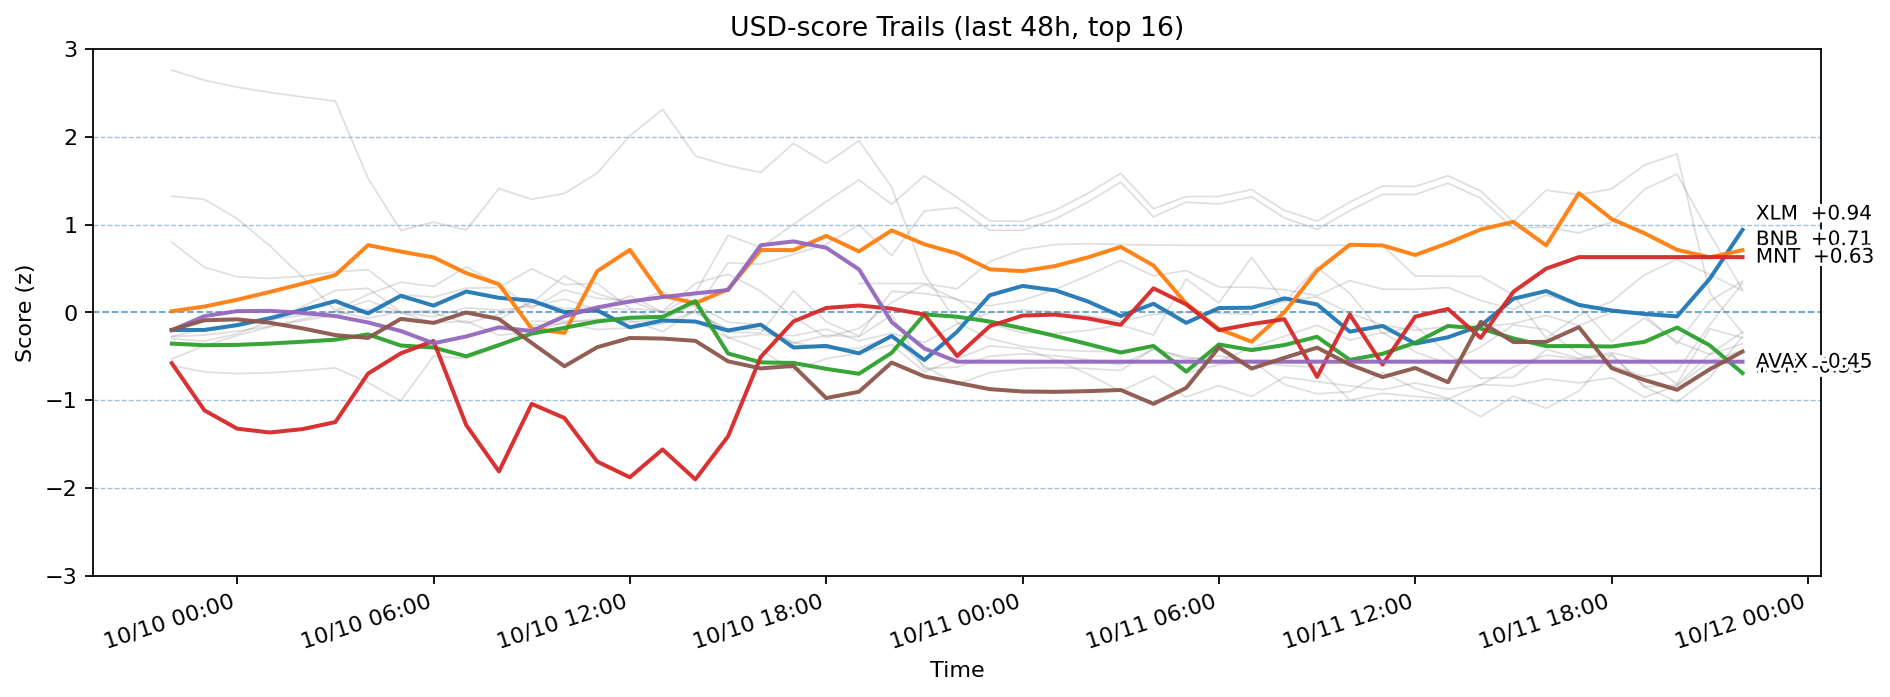 USD-score Trails (last 48h, top 16)
Score (z)
3
2
1
0
−1
−2
−3
XLM +0.94
BNB +0.71
MNT +0.63
AVAX -0.45
10/10 00:00
10/10 06:00
10/10 12:00
10/10 18:00
10/11 00:00
10/11 06:00
10/11 12:00
10/11 18:00
10/12 00:00
Time